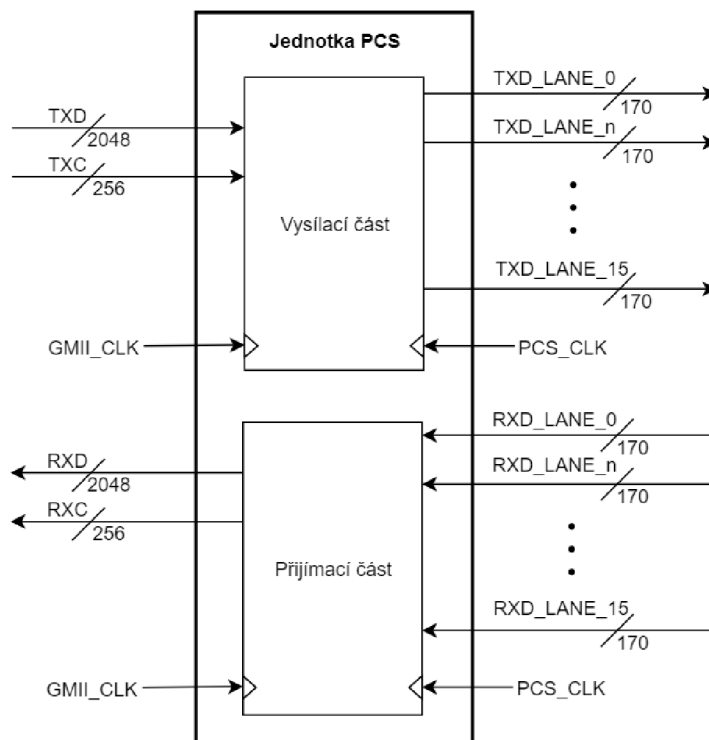 Jednotka PCS
TXD
2048
TXC
256
TXD_LANE_0
170
TXD_LANE_n
170
Vysílací část
TXD_LANE_15
170
GMII_CLK
PCS_CLK
RXD_LANE_0
170
RXD
2048
RXD_LANE_n
170
RXC
256
Přijímací část
RXD_LANE_15
170
GMII_CLK
PCS_CLK